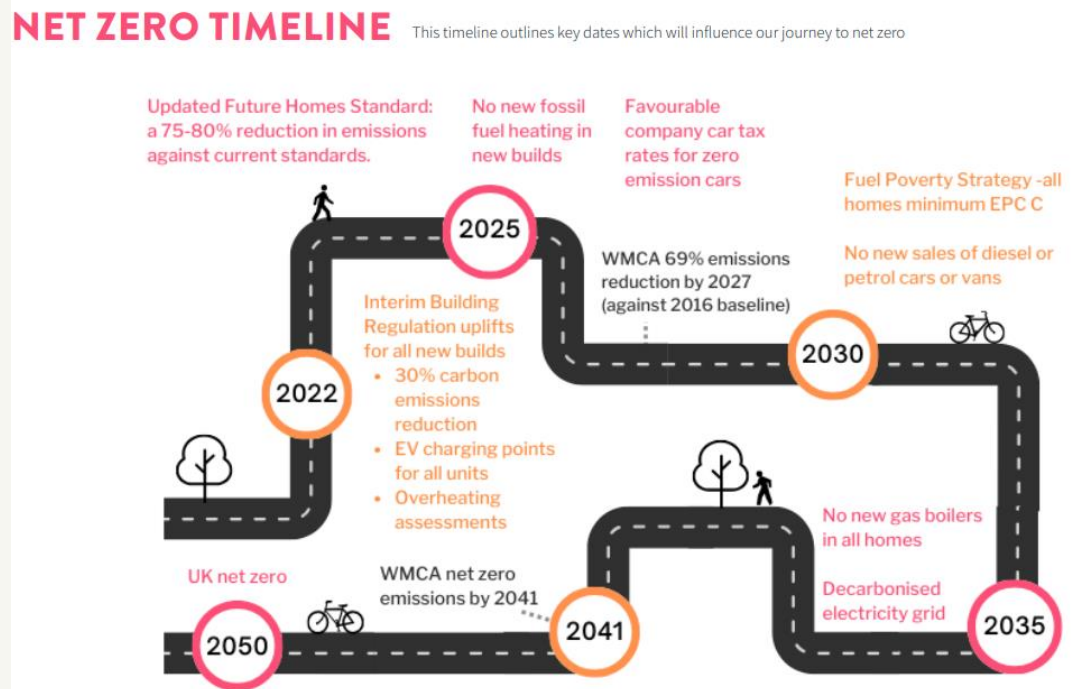 NET ZERO TIMELINE
This timeline outlines key dates which will influence our journey to net zero
Updated Future Homes Standard:
a 75-80% reduction in emissions
against current standards.
No new fossil
fuel heating in
new builds
Favourable
company car tax
rates for zero
emission cars
2025
Fuel Poverty Strategy -all
homes minimum EPC C
No new sales of diesel or
petrol cars or vans
WMCA 69% emissions
reduction by 2027
(against 2016 baseline)
2030
Interim Building
Regulation uplifts
for all new builds
• 30% carbon
emissions
reduction
• EV charging points
for all units
• Overheating
assessments
2022
No new gas boilers
in all homes
Decarbonised
electricity grid
2035
WMCA net zero
emissions by 2041
2041
UK net zero
2050